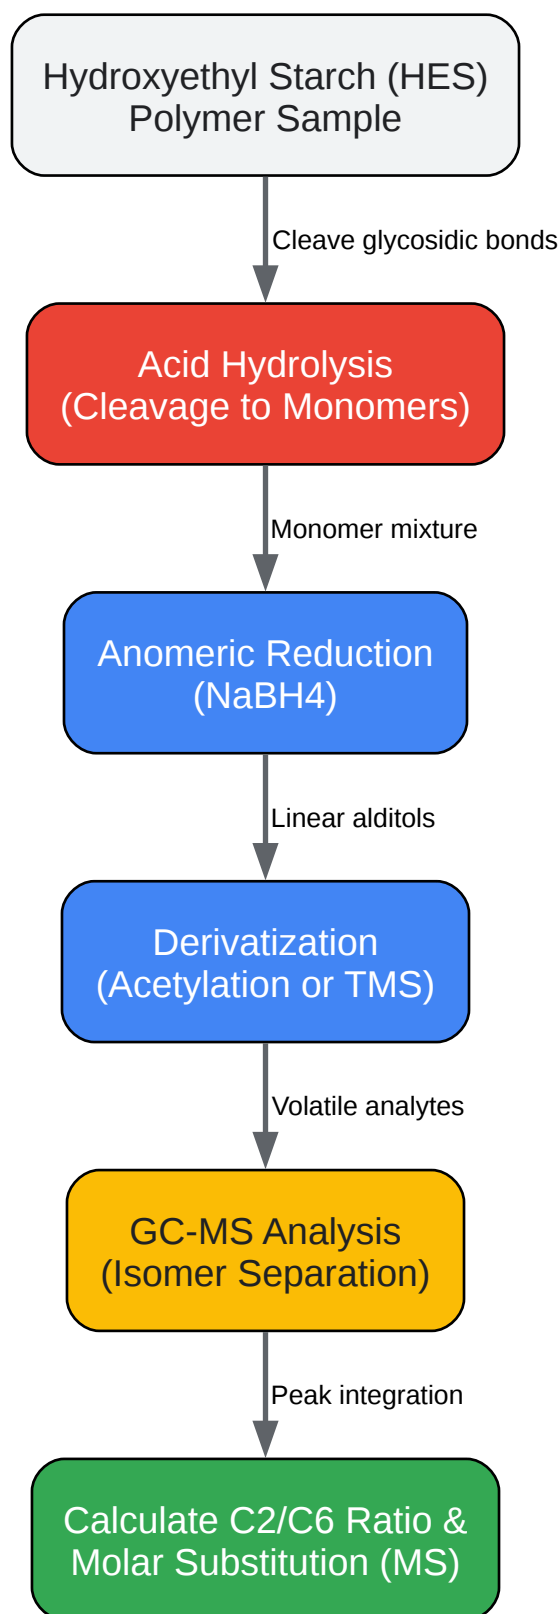 Hydroxyethyl Starch (HES)
Polymer Sample
Cleave glycosidic bonds
Acid Hydrolysis
(Cleavage to Monomers)
Monomer mixture
Anomeric Reduction
(NaBH4)
Linear alditols
Derivatization
(Acetylation or TMS)
Volatile analytes
GC-MS Analysis
(Isomer Separation)
Peak integration
Calculate C2/C6 Ratio &
Molar Substitution (MS)